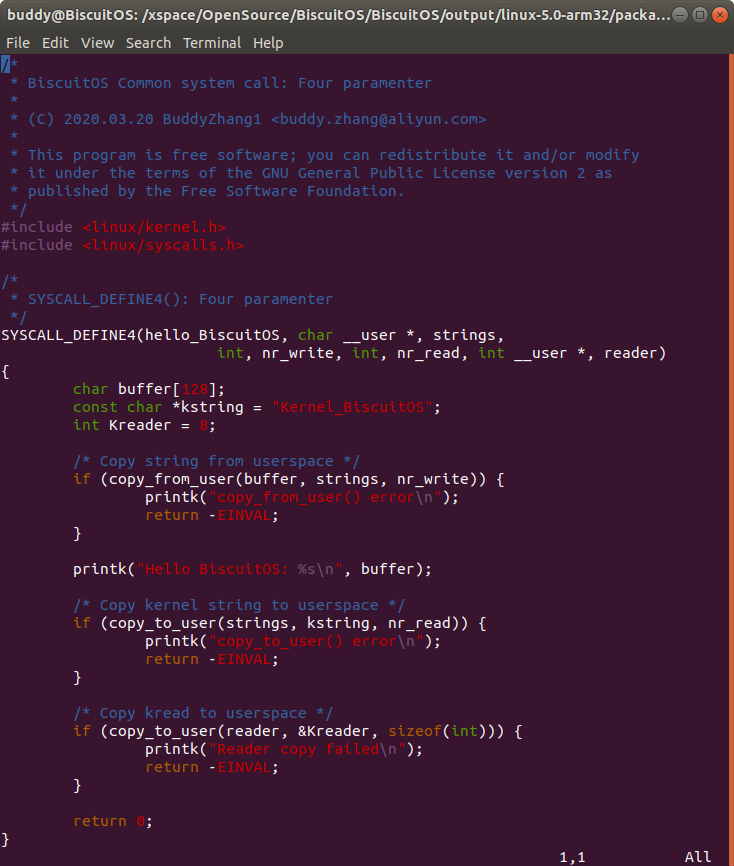 buddy@BiscuitOS: /xspace/OpenSource/BiscuitOS/BiscuitOS/output/linux-5.0-arm32/packa...
File Edit View Search Terminal Help
/*
 * BiscuitOS Common system call: Four paramenter
 *
 * (C) 2020.03.20 BuddyZhang1 <buddy.zhang@aliyun.com>
 *
 * This program is free software; you can redistribute it and/or modify
 * it under the terms of the GNU General Public License version 2 as
 * published by the Free Software Foundation.
 */
#include <linux/kernel.h>
#include <linux/syscalls.h>

/*
 * SYSCALL_DEFINE4(): Four paramenter
 */
SYSCALL_DEFINE4(hello_BiscuitOS, char __user *, strings,
                        int, nr_write, int, nr_read, int __user *, reader)
{
        char buffer[128];
        const char *kstring = "Kernel_BiscuitOS";
        int Kreader = 8;

        /* Copy string from userspace */
        if (copy_from_user(buffer, strings, nr_write)) {
                printk("copy_from_user() error\n");
                return -EINVAL;
        }

        printk("Hello BiscuitOS: %s\n", buffer);

        /* Copy kernel string to userspace */
        if (copy_to_user(strings, kstring, nr_read)) {
                printk("copy_to_user() error\n");
                return -EINVAL;
        }

        /* Copy kread to userspace */
        if (copy_to_user(reader, &Kreader, sizeof(int))) {
                printk("Reader copy failed\n");
                return -EINVAL;
        }

        return 0;
}
1,1 All